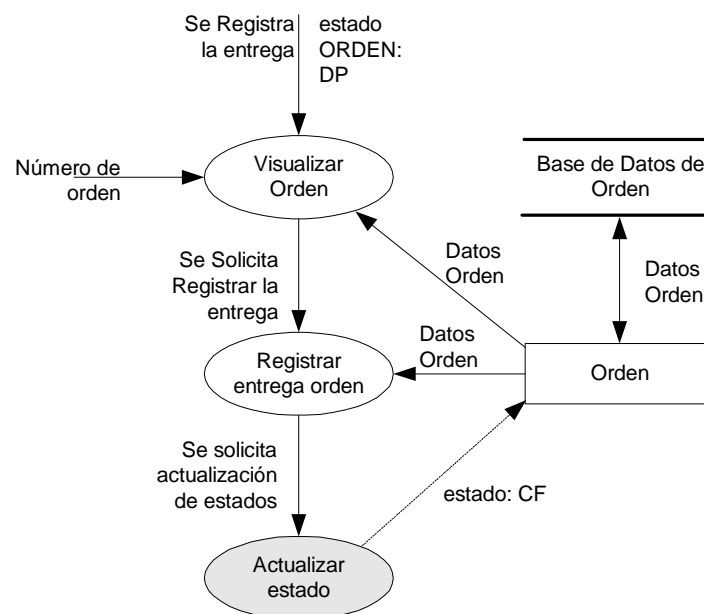 Se Registra
la entrega
estado
ORDEN:
DP
Número de
orden
Visualizar
Orden
Base de Datos de
Orden
Se Solicita
Registrar la
entrega
Datos
Orden
Datos
Orden
Datos
Orden
Registrar
entrega orden
Orden
Se solicita
actualización
de estados
estado: CF
Actualizar
estado